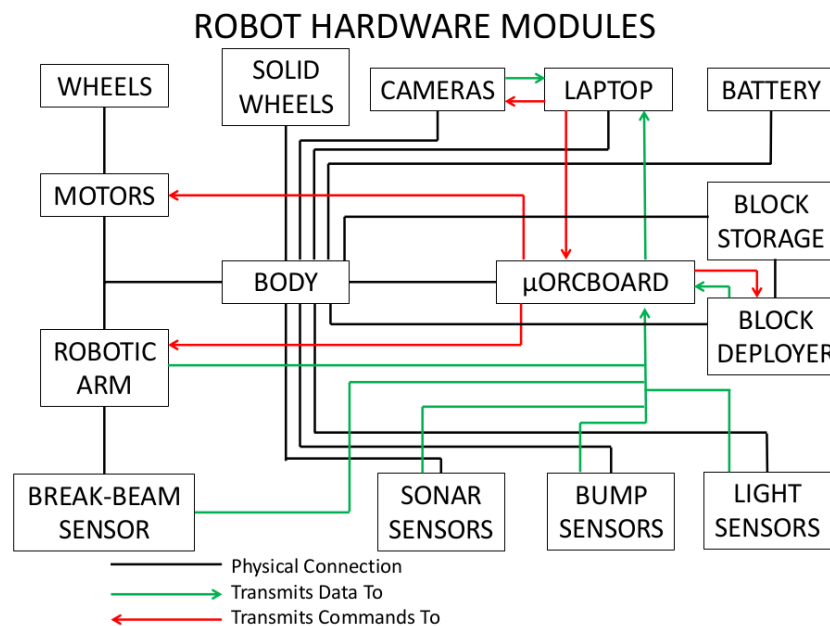 ROBOT HARDWARE MODULES
WHEELS
SOLID
WHEELS
CAMERAS
LAPTOP
BATTERY
MOTORS
BLOCK
STORAGE
BODY
µORCBOARD
ROBOTIC
ARM
BLOCK
DEPLOYER
BREAK-BEAM
SENSOR
SONAR
SENSORS
BUMP
SENSORS
LIGHT
SENSORS
Physical Connection
Transmits Data To
Transmits Commands To